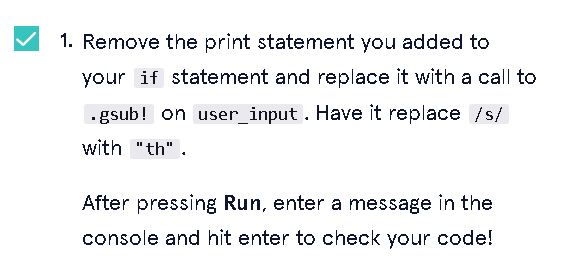 1. Remove the print statement you added to
your if statement and replace it with a call to
.gsub! on user_input. Have it replace /s/
with "th".
After pressing Run, enter a message in the
console and hit enter to check your code!